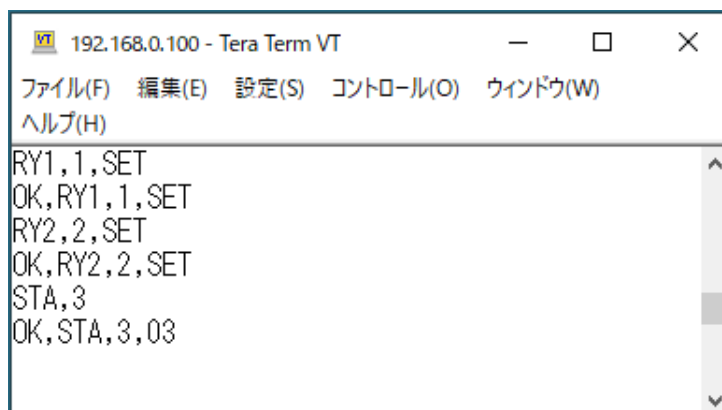 192.168.0.100 - Tera Term VT
ファイル(F) 編集(E) 設定(S) コントロール(O) ウィンドウ(W)
ヘルプ(H)
RY1,1,SET
OK,RY1,1,SET
RY2,2,SET
OK,RY2,2,SET
STA,3
OK,STA,3,03